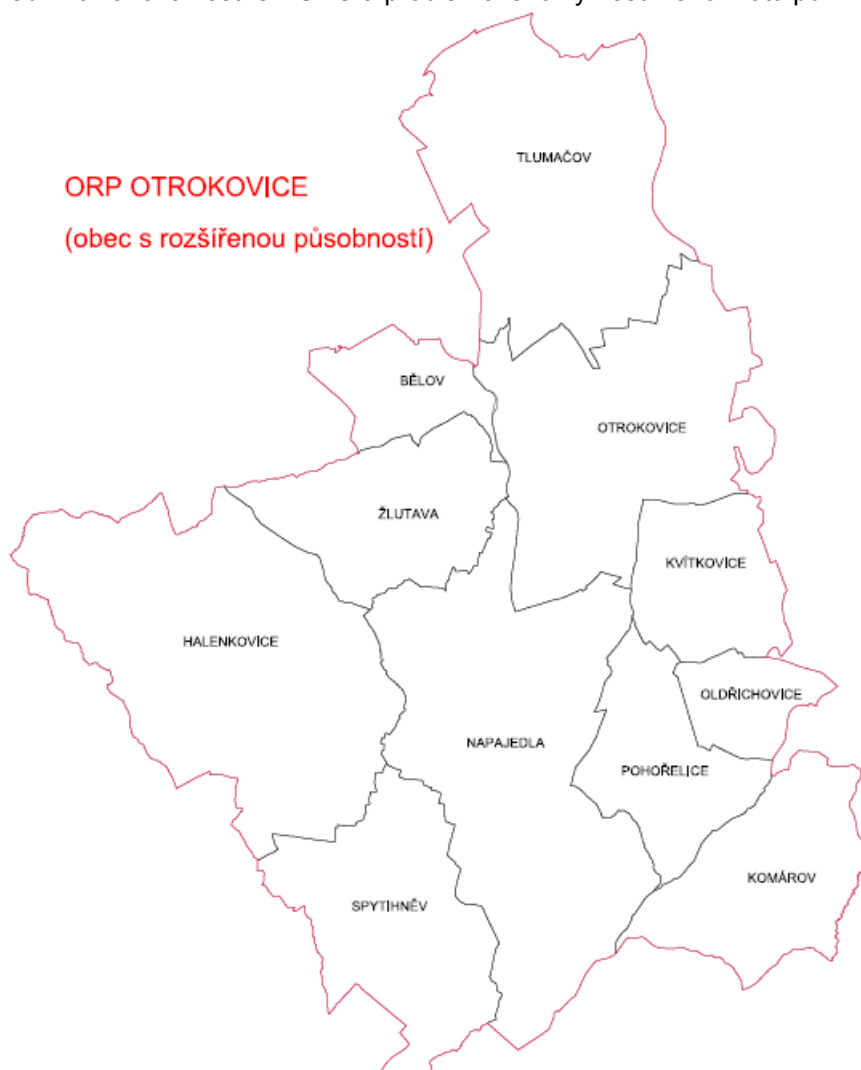 TLUMAČOV
ORP OTROKOVICE
(obec s rozšířenou působností)
BĚLOV
OTROKOVICE
ŽLUTAVA
KVÍTKOVICE
HALENKOVICE
OLDŘICHOVICE
NAPAJEDLA
POHOŘELICE
KOMÁROV
SPYTIHNĚV